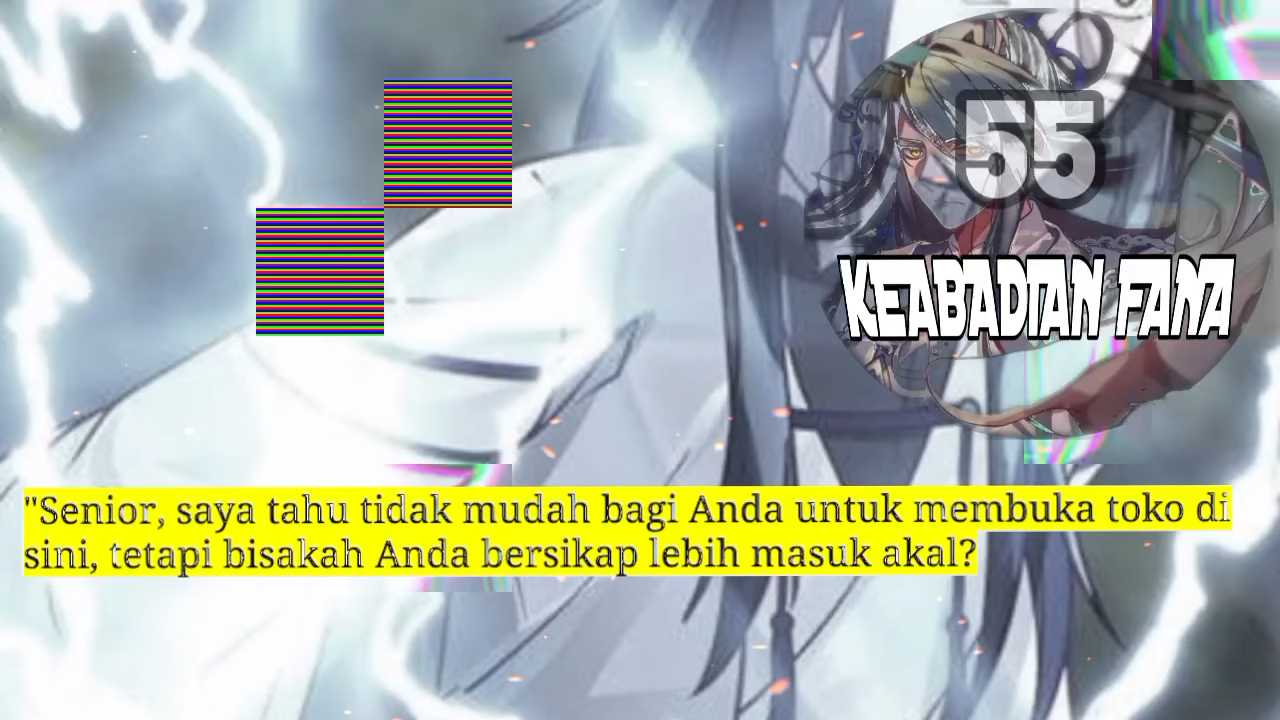 55
KEABADIAN FANA
"Senior, saya tahu tidak mudah bagi Anda untuk membuka toko di
sini, tetapi bisakah Anda bersikap lebih masuk akal?